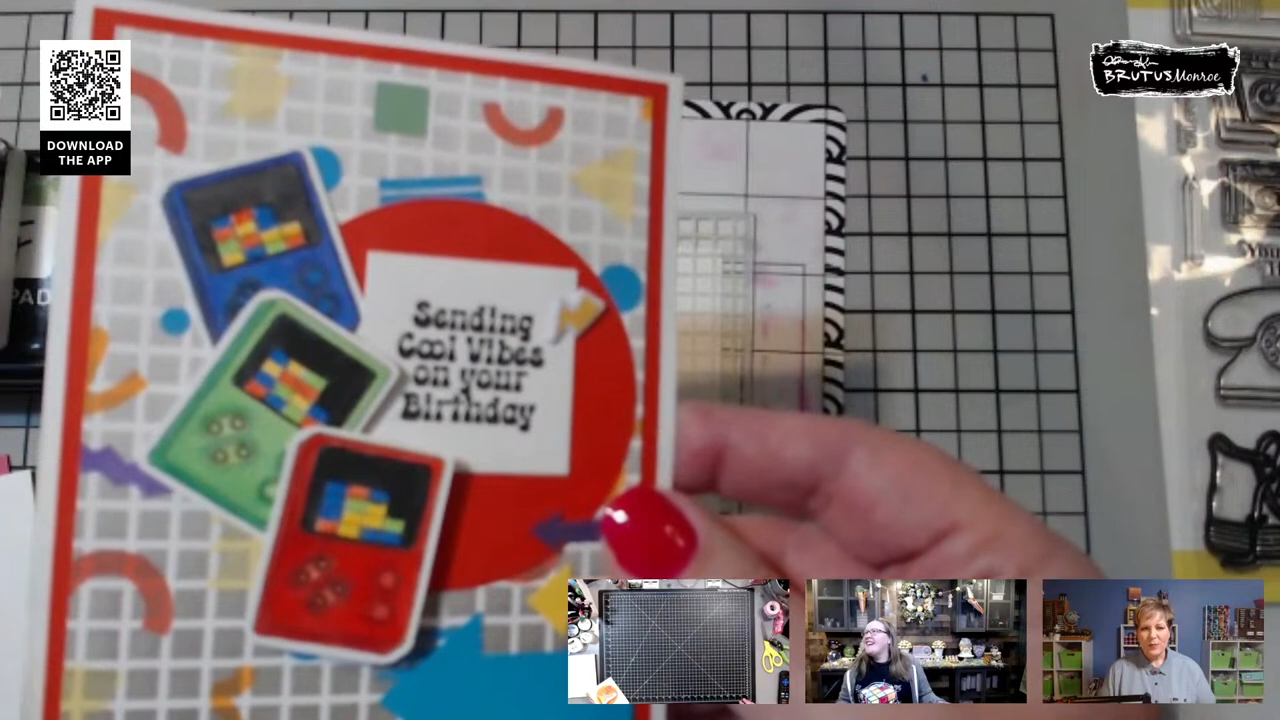 DOWNLOAD
THE APP
BRUTUS Monroe
PAD
Sending
Cool Vibes
on your
Birthday